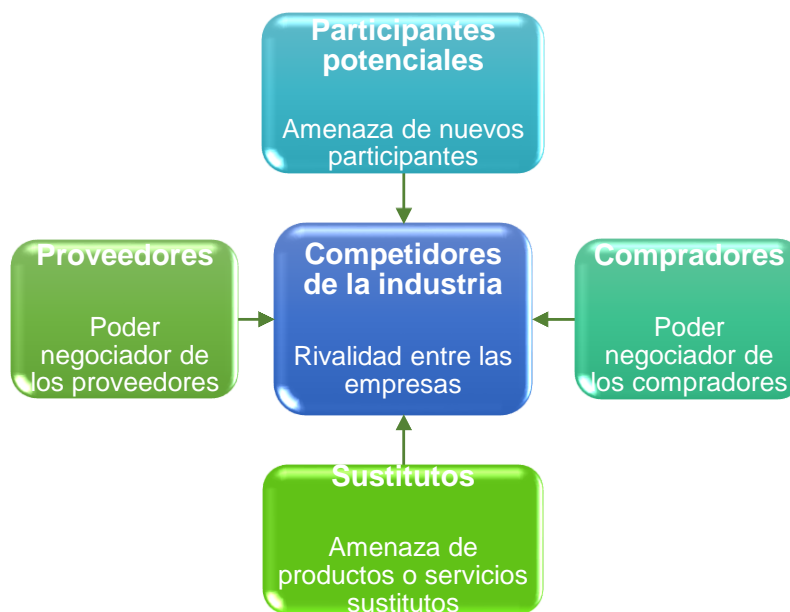 Participantes
potenciales
Amenaza de nuevos
participantes
Proveedores
Poder
negociador de
los proveedores
Competidores
de la industria
Rivalidad entre las
empresas
Compradores
Poder
negociador de
los compradores
Sustitutos
Amenaza de
productos o servicios
sustitutos